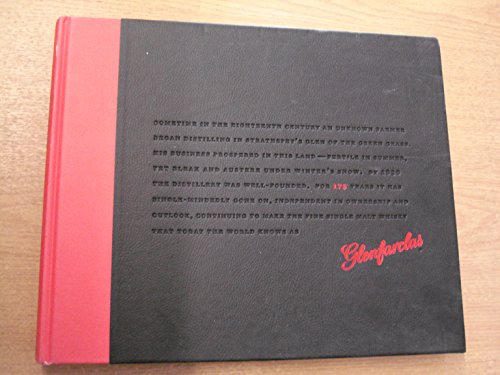 SOMETIME IN THE EIGHTEENTH CENTURY AN UNKNOWN FARMER
BEGAN DISTILLING IN STRATHSPEY'S GLEN OF THE GREEN GRASS.
HIS BUSINESS PROSPERED IN THIS LAND—FERTILE IN SUMMER,
YET BLEAK AND AUSTERE UNDER WINTER'S SNOW. BY 1836
THE DISTILLERY WAS WELL-FOUNDED. FOR 175 YEARS IT HAS
SINGLE-MINDEDLY GONE ON, INDEPENDENT IN OWNERSHIP AND
OUTLOOK, CONTINUING TO MAKE THE FINE SINGLE MALT WHISKY
THAT TODAY THE WORLD KNOWS AS
Glenfarclas